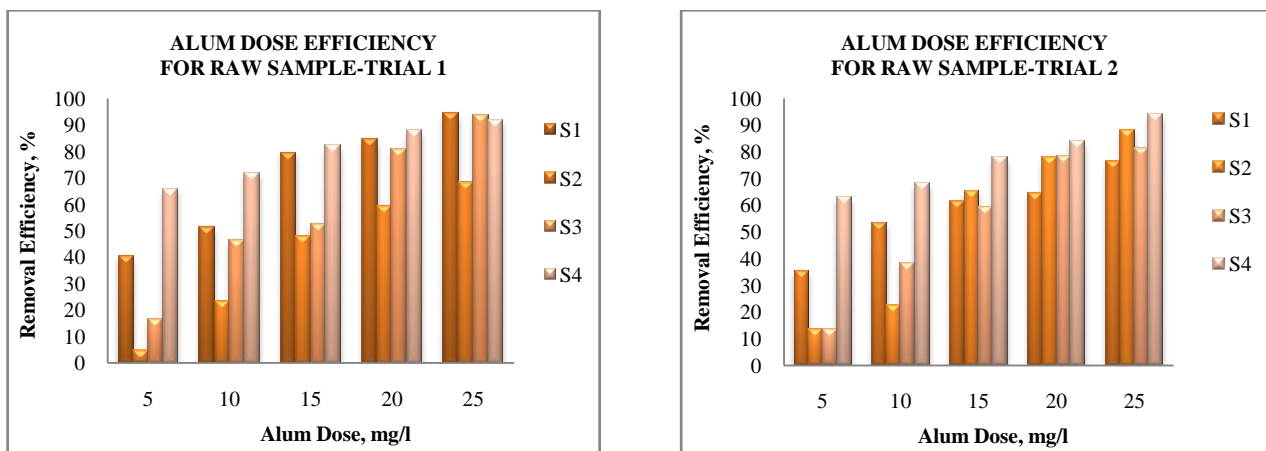 ALUM DOSE EFFICIENCY
FOR RAW SAMPLE-TRIAL 1
Removal Efficiency, %
100
90
80
70
60
50
40
30
20
10
0
5 10 15 20 25
Alum Dose, mg/l
S1
S2
S3
S4
ALUM DOSE EFFICIENCY
FOR RAW SAMPLE-TRIAL 2
Removal Efficiency, %
100
90
80
70
60
50
40
30
20
10
0
5 10 15 20 25
Alum Dose, mg/l
S1
S2
S3
S4